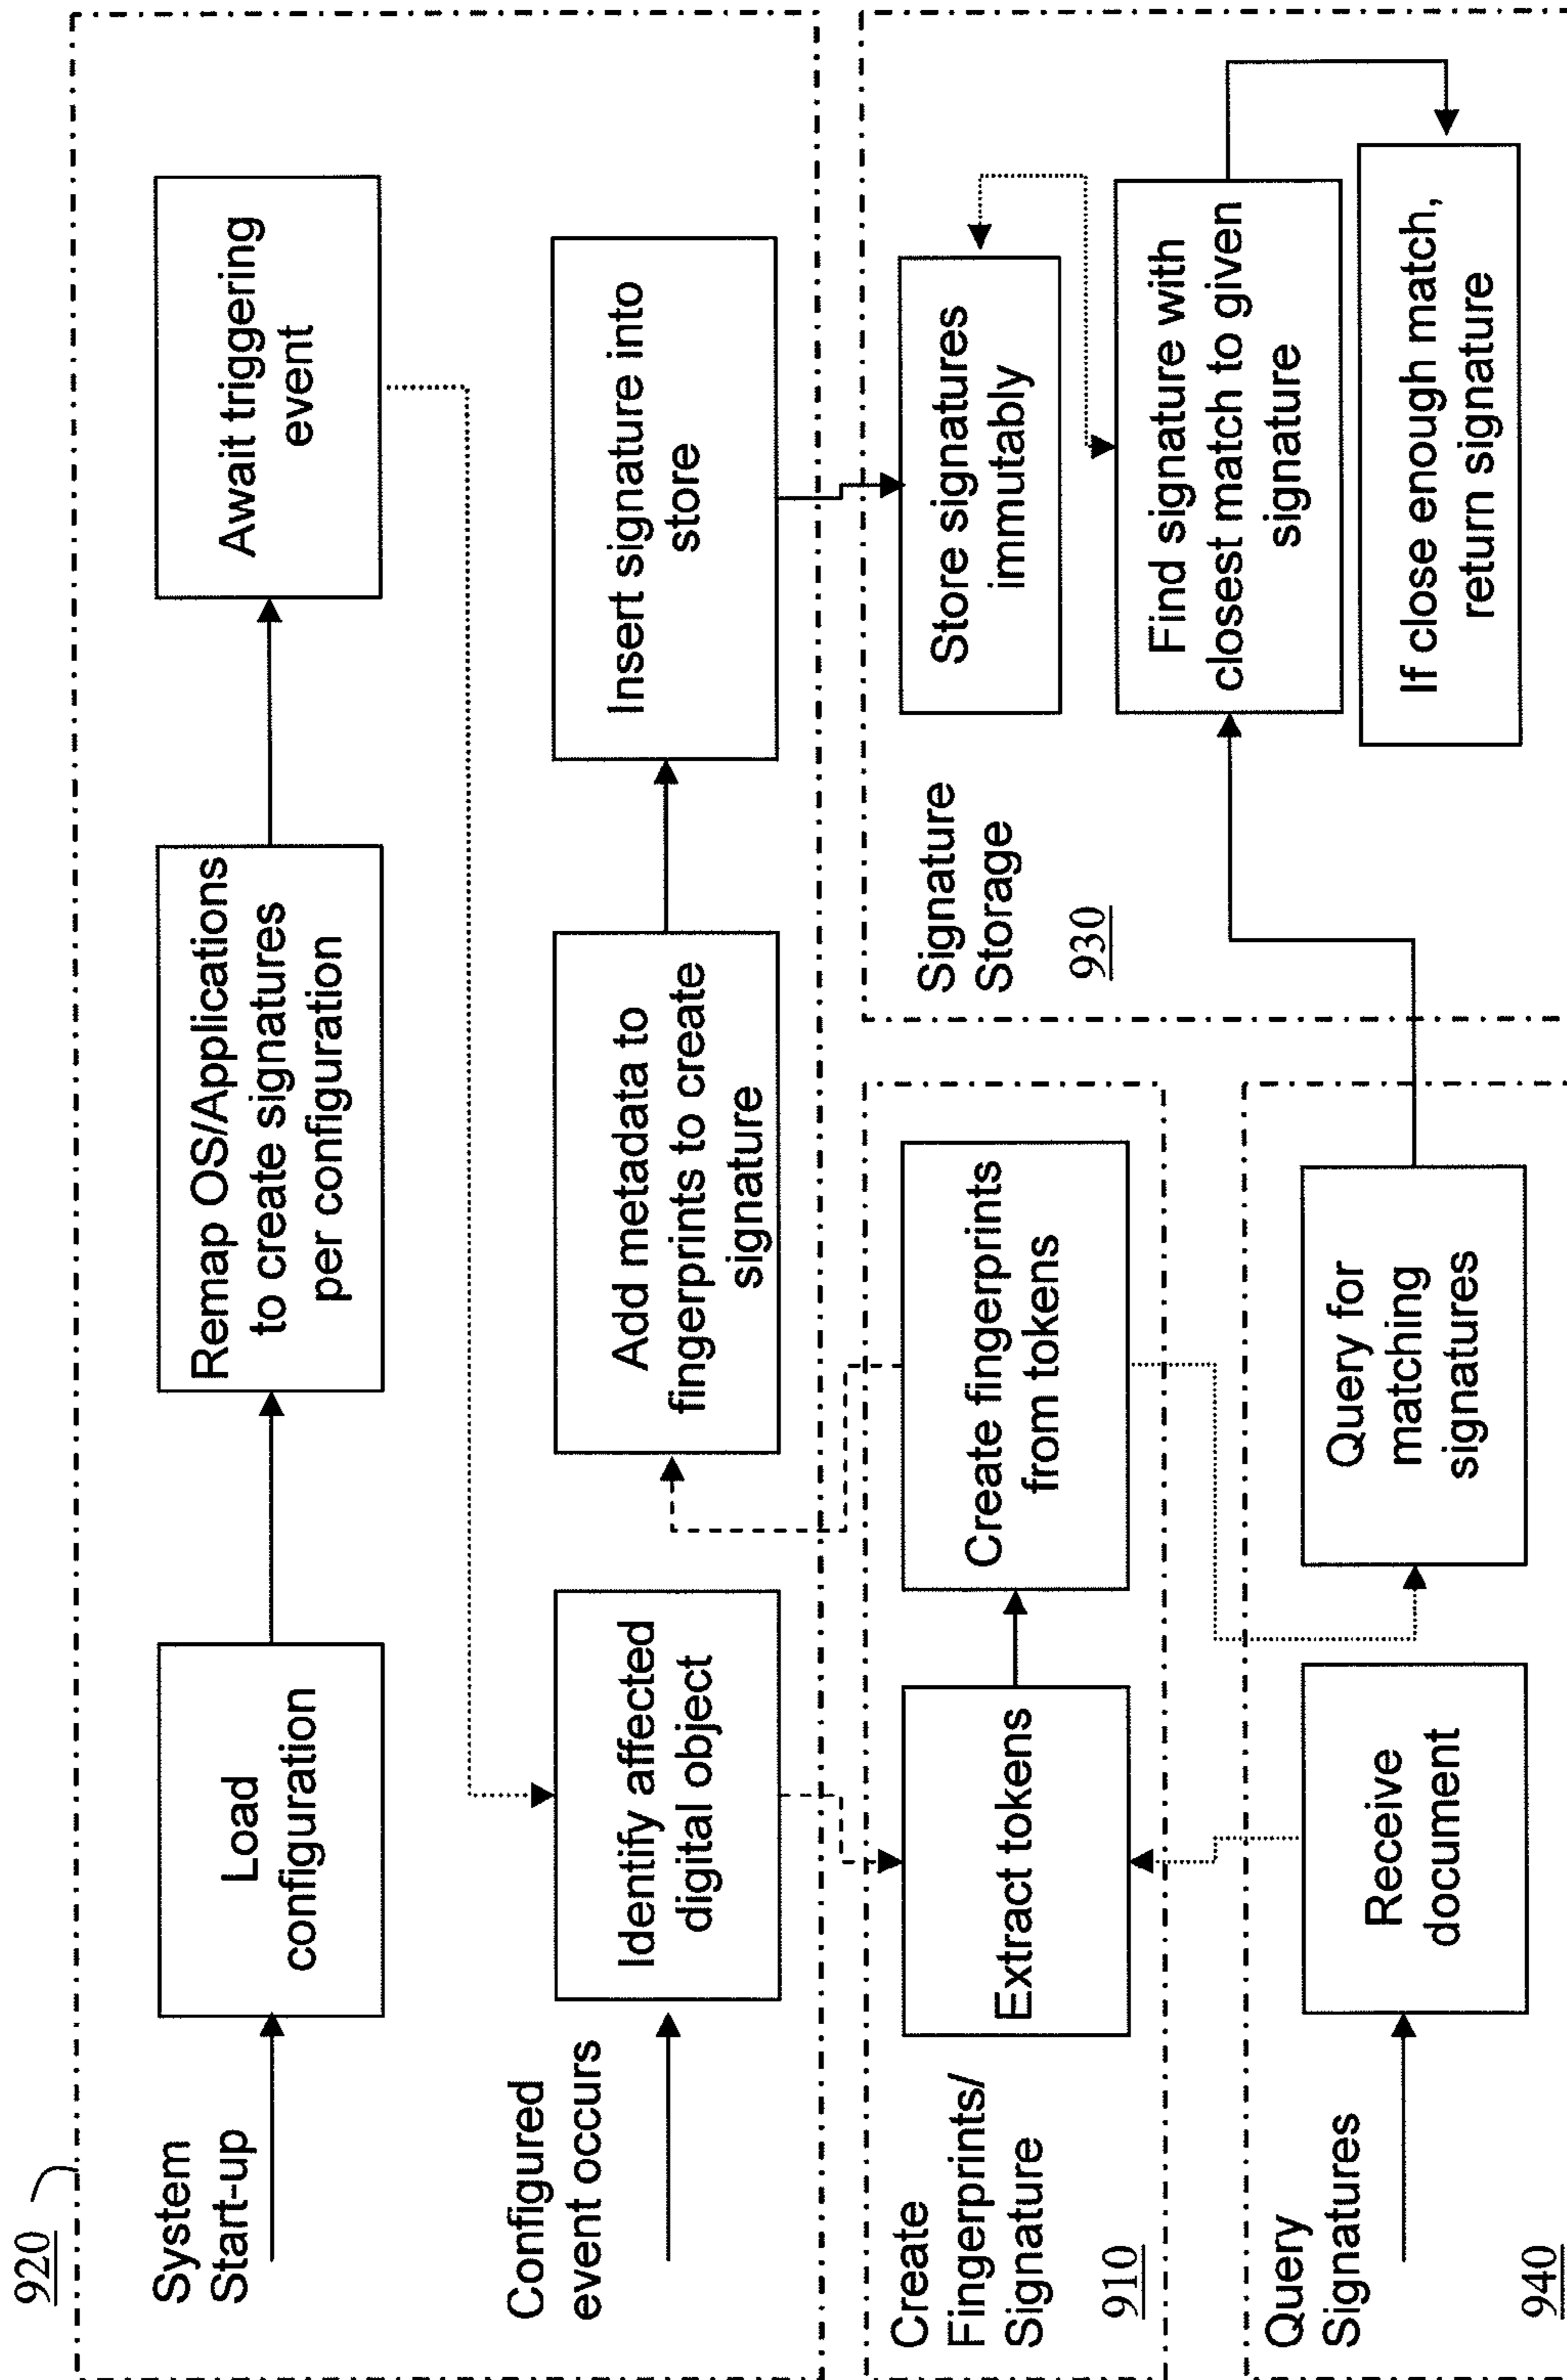 920
System
Start-up
Load
configuration
Remap OS/Applications
to create signatures
per configuration
Await triggering
event
Configured
event occurs
Identify affected
digital object
Add metadata to
fingerprints to create
signature
Insert signature into
store
Create
Fingerprints/
Signature
910
Extract tokens
Create fingerprints
from tokens
Signature
Storage
930
Store signatures
immutably
Find signature with
closest match to given
signature
If close enough match,
return signature
Query
Signatures
940
Receive
document
Query for
matching
signatures